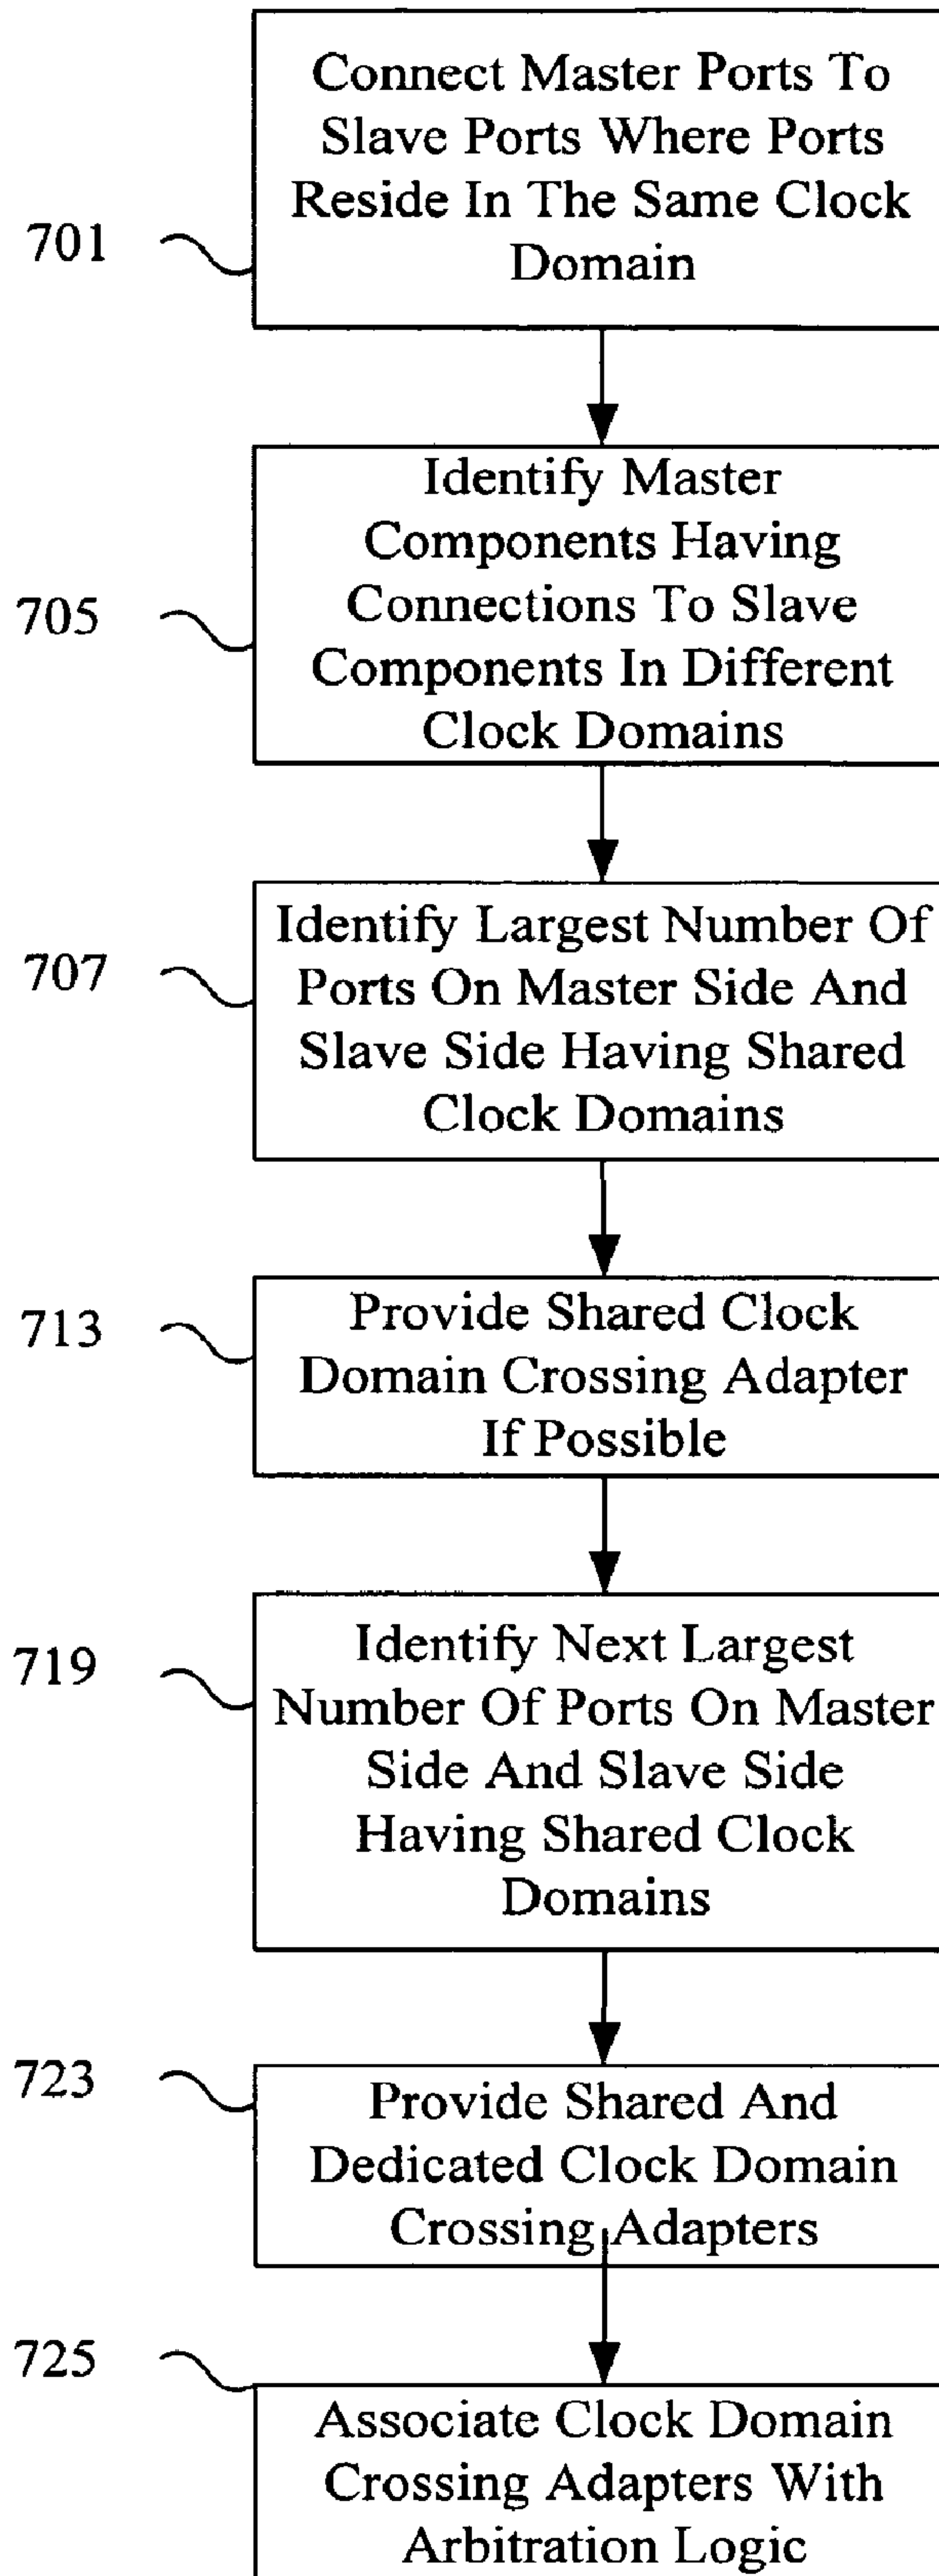 Connect Master Ports To
Slave Ports Where Ports
Reside In The Same Clock
Domain
701
Identify Master
Components Having
Connections To Slave
Components In Different
Clock Domains
705
Identify Largest Number Of
Ports On Master Side And
Slave Side Having Shared
Clock Domains
707
Provide Shared Clock
Domain Crossing Adapter
If Possible
713
Identify Next Largest
Number Of Ports On Master
Side And Slave Side
Having Shared Clock
Domains
719
Provide Shared And
Dedicated Clock Domain
Crossing Adapters
723
Associate Clock Domain
Crossing Adapters With
Arbitration Logic
725